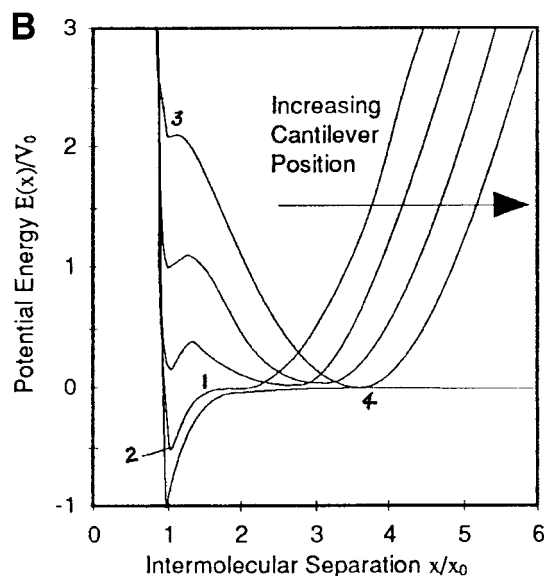 B
3
2
1
0
-1
Potential Energy E(x)/V₀
3
Increasing
Cantilever
Position
1
2
4
0 1 2 3 4 5 6
Intermolecular Separation x/x₀